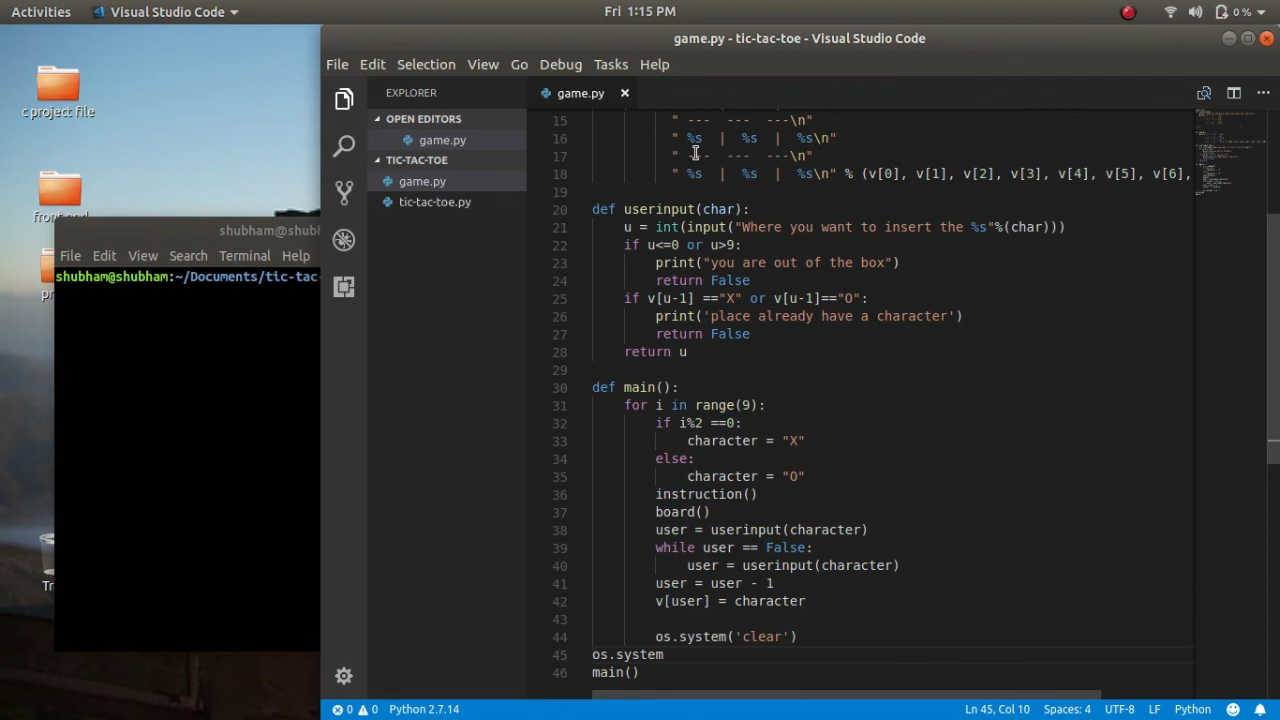 Activities Visual Studio Code Fri 1:15 PM 0 %
game.py - tic-tac-toe - Visual Studio Code
File Edit Selection View Go Debug Tasks Help
c project file
shubham@shubh
File Edit View Search Terminal Help
shubham@shubham:~/Documents/tic-tac-
EXPLORER
OPEN EDITORS
game.py
TIC-TAC-TOE
game.py
tic-tac-toe.py
game.py
15 " --- --- ---\n"
16 " %s | %s | %s\n"
17 " --- --- ---\n"
18 " %s | %s | %s\n" % (v[0], v[1], v[2], v[3], v[4], v[5], v[6],
19
20 def userinput(char):
21 u = int(input("Where you want to insert the %s"%(char)))
22 if u<=0 or u>9:
23 print("you are out of the box")
24 return False
25 if v[u-1] =="X" or v[u-1]=="O":
26 print('place already have a character')
27 return False
28 return u
29
30 def main():
31 for i in range(9):
32 if i%2 ==0:
33 character = "X"
34 else:
35 character = "O"
36 instruction()
37 board()
38 user = userinput(character)
39 while user == False:
40 user = userinput(character)
41 user = user - 1
42 v[user] = character
43
44 os.system('clear')
45 os.system
46 main()
0 0 Python 2.7.14 Ln 45, Col 10 Spaces: 4 UTF-8 LF Python